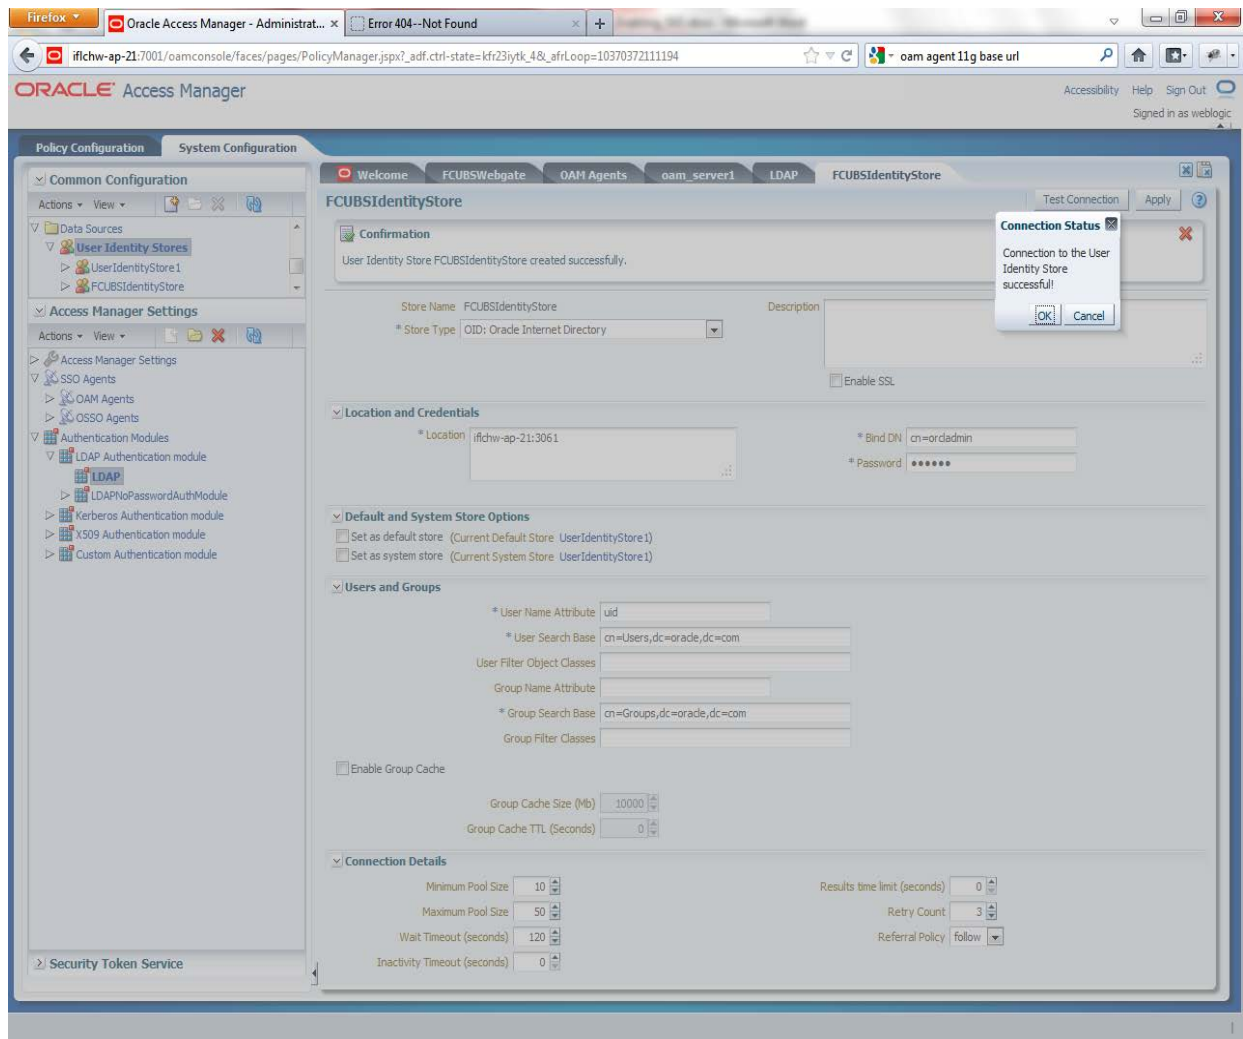 Firefox
Oracle Access Manager - Administrat...
Error 404--Not Found
iflchw-ap-21:7001/oamconsole/faces/pages/PolicyManager.jspx?_adf.ctrl-state=kfr23iytk_4&_afrLoop=10370372111194
oam agent 11g base url
ORACLE Access Manager
Accessibility Help Sign Out
Signed in as weblogic
Policy Configuration System Configuration
Common Configuration
Actions View
Data Sources
User Identity Stores
UserIdentityStore1
FCUBSIdentityStore
Access Manager Settings
Actions View
Access Manager Settings
SSO Agents
OAM Agents
OSSO Agents
Authentication Modules
LDAP Authentication module
LDAP
LDAPNoPasswordAuthModule
Kerberos Authentication module
X509 Authentication module
Custom Authentication module
Security Token Service
Welcome FCUBSWebgate OAM Agents oam_server1 LDAP FCUBSIdentityStore
FCUBSIdentityStore
Test Connection Apply
Confirmation
User Identity Store FCUBSIdentityStore created successfully.
Connection Status
Connection to the User
Identity Store
successful!
OK Cancel
Store Name FCUBSIdentityStore
Description
* Store Type OID: Oracle Internet Directory
Enable SSL
Location and Credentials
* Location iflchw-ap-21:3061
* Bind DN cn=orcladmin
* Password ••••••
Default and System Store Options
Set as default store (Current Default Store UserIdentityStore1)
Set as system store (Current System Store UserIdentityStore1)
Users and Groups
* User Name Attribute uid
* User Search Base cn=Users,dc=oracle,dc=com
User Filter Object Classes
Group Name Attribute
* Group Search Base cn=Groups,dc=oracle,dc=com
Group Filter Classes
Enable Group Cache
Group Cache Size (Mb) 10000
Group Cache TTL (Seconds) 0
Connection Details
Minimum Pool Size 10
Results time limit (seconds) 0
Maximum Pool Size 50
Retry Count 3
Wait Timeout (seconds) 120
Referral Policy follow
Inactivity Timeout (seconds) 0